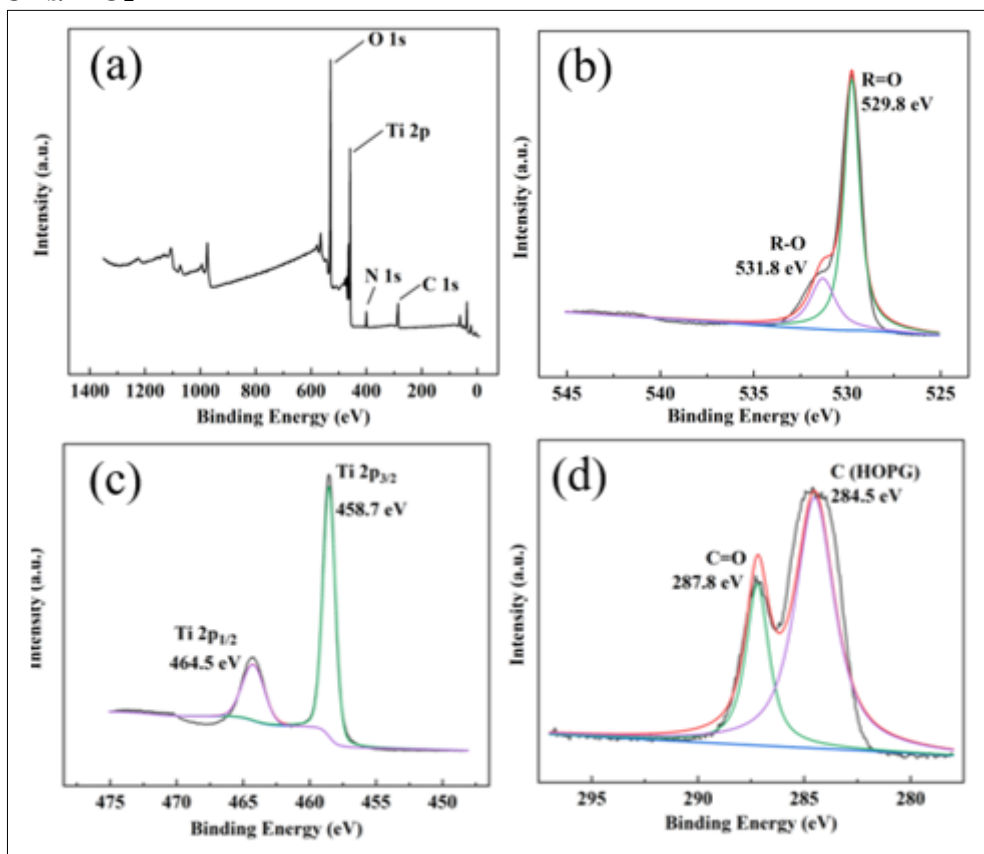 (a)
O 1s
Ti 2p
N 1s
C 1s
Intensity (a.u.)
1400 1200 1000 800 600 400 200 0
Binding Energy (eV)
(b)
R=O
529.8 eV
R-O
531.8 eV
Intensity (a.u.)
545 540 535 530 525
Binding Energy (eV)
(c)
Ti 2p3/2
458.7 eV
Ti 2p1/2
464.5 eV
Intensity (a.u.)
475 470 465 460 455 450
Binding Energy (eV)
(d)
C (HOPG)
284.5 eV
C=O
287.8 eV
Intensity (a.u.)
295 290 285 280
Binding Energy (eV)